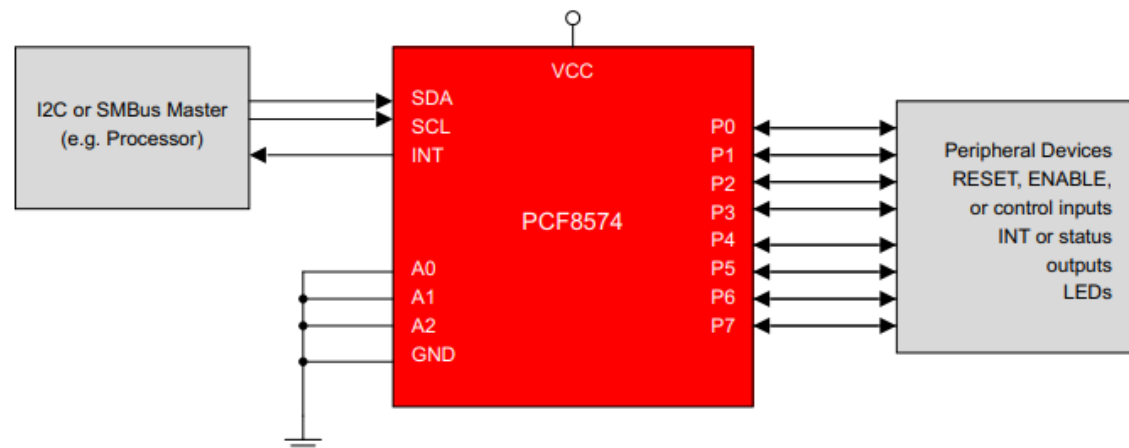 I2C or SMBus Master
(e.g. Processor)
VCC
SDA
SCL
INT
A0
A1
A2
GND
PCF8574
P0
P1
P2
P3
P4
P5
P6
P7
Peripheral Devices
RESET, ENABLE,
or control inputs
INT or status
outputs
LEDs